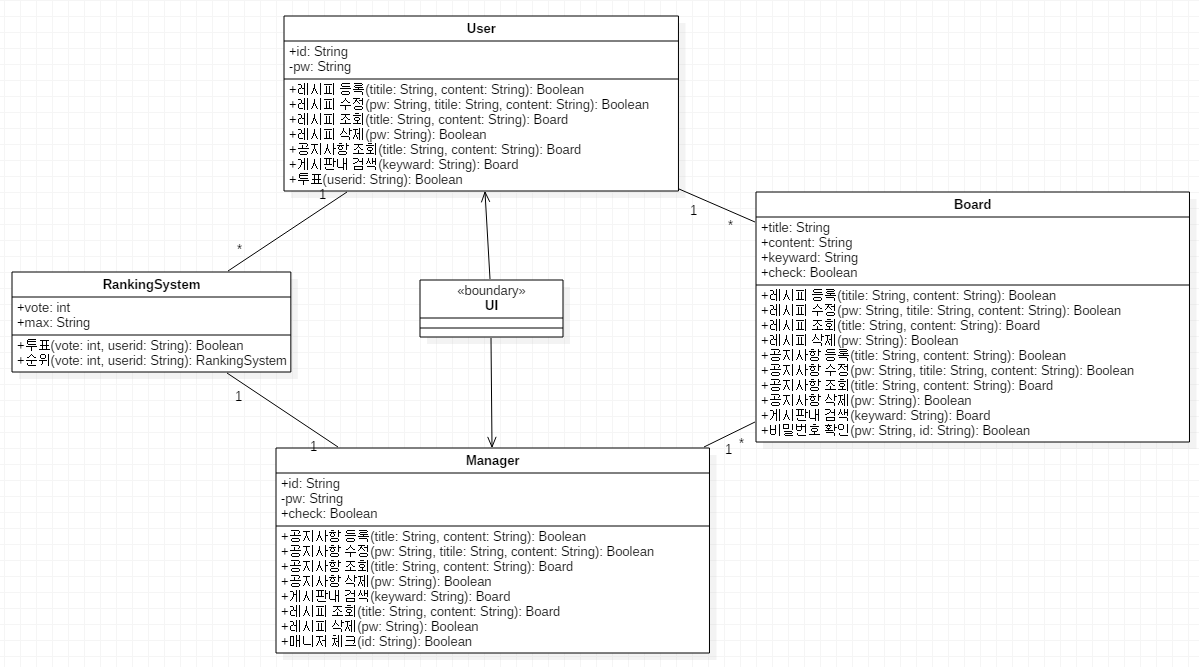 User
+id: String
-pw: String
+레시피 등록(titile: String, content: String): Boolean
+레시피 수정(pw: String, titile: String, content: String): Boolean
+레시피 조회(title: String, content: String): Board
+레시피 삭제(pw: String): Boolean
+공지사항 조회(title: String, content: String): Board
+게시판내 검색(keyward: String): Board
+투표(userid: String): Boolean
1
*
1
*
Board
+title: String
+content: String
+keyward: String
+check: Boolean
+레시피 등록(titile: String, content: String): Boolean
+레시피 수정(pw: String, titile: String, content: String): Boolean
+레시피 조회(title: String, content: String): Board
+레시피 삭제(pw: String): Boolean
+공지사항 등록(title: String, content: String): Boolean
+공지사항 수정(pw: String, titile: String, content: String): Boolean
+공지사항 조회(title: String, content: String): Board
+공지사항 삭제(pw: String): Boolean
+게시판내 검색(keyward: String): Board
+비밀번호 확인(pw: String, id: String): Boolean
RankingSystem
+vote: int
+max: String
+투표(vote: int, userid: String): Boolean
+순위(vote: int, userid: String): RankingSystem
«boundary»
UI
1
1
1
*
Manager
+id: String
-pw: String
+check: Boolean
+공지사항 등록(title: String, content: String): Boolean
+공지사항 수정(pw: String, titile: String, content: String): Boolean
+공지사항 조회(title: String, content: String): Board
+공지사항 삭제(pw: String): Boolean
+게시판내 검색(keyward: String): Board
+레시피 조회(title: String, content: String): Board
+레시피 삭제(pw: String): Boolean
+매니저 체크(id: String): Boolean